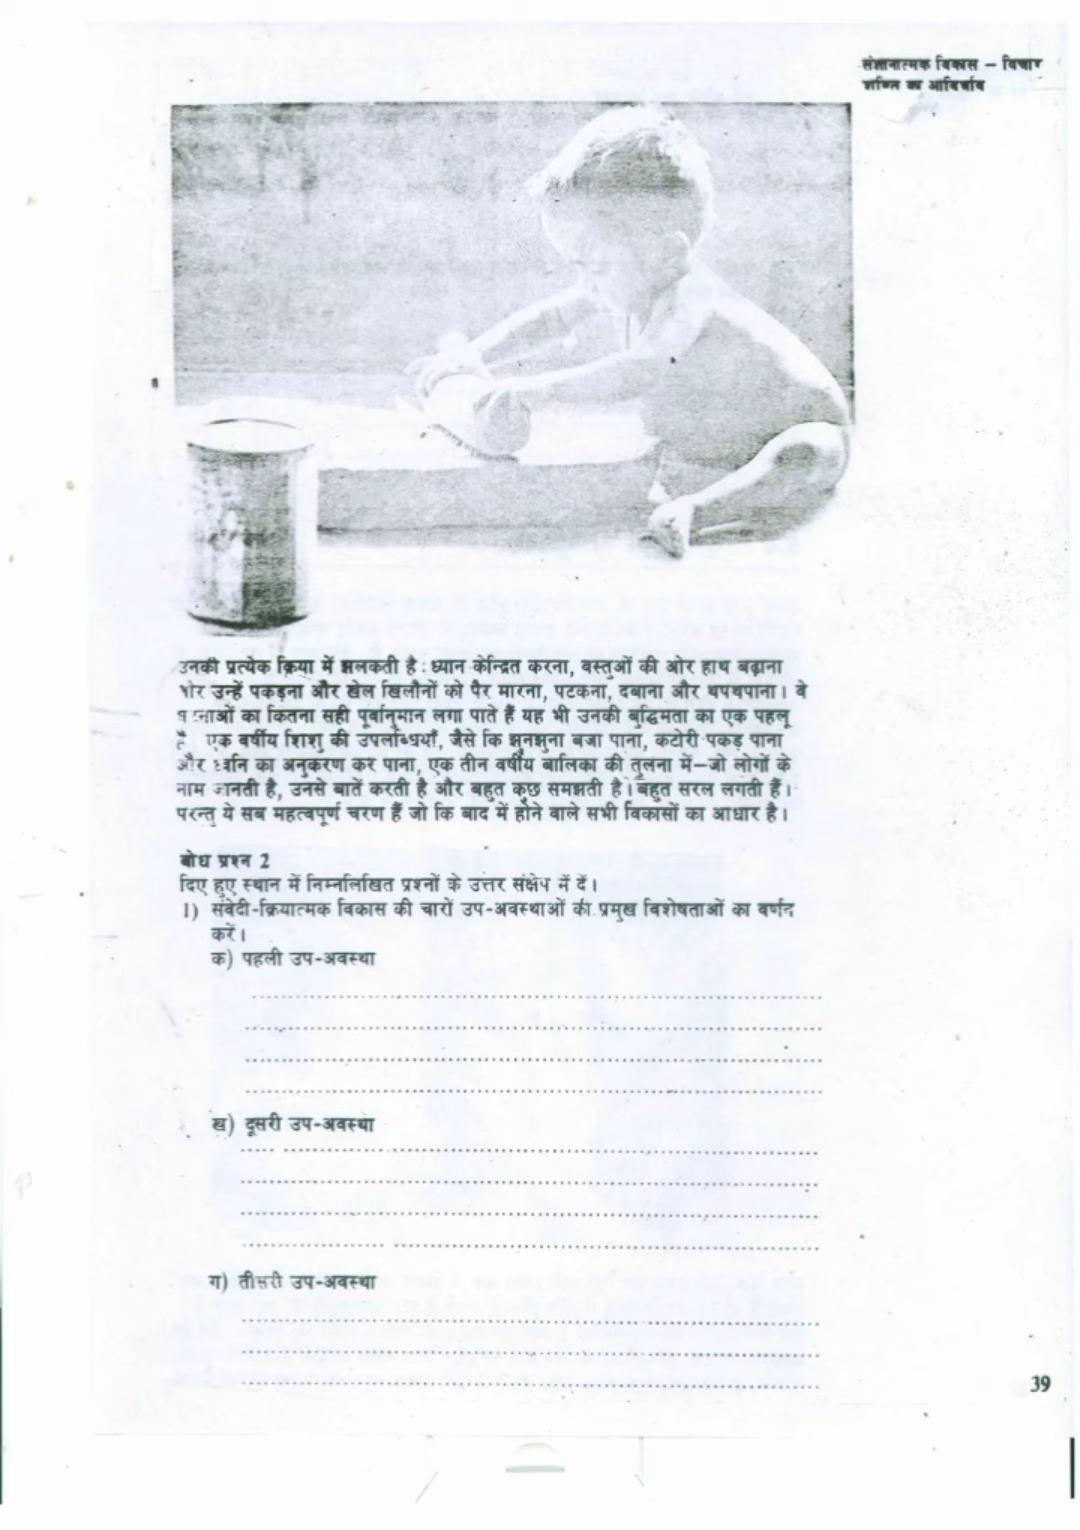 संज्ञानात्मक विकास – विचार
शक्ति का आविर्भाव
उनकी प्रत्येक क्रिया में झलकती है : ध्यान केन्द्रित करना, वस्तुओं की ओर हाथ बढ़ाना
और उन्हें पकड़ना और खेल खिलौनों को पैर मारना, पटकना, दबाना और थपथपाना। वे
कितना सही पूर्वानुमान लगा पाते हैं यह भी उनकी बुद्धिमता का एक पहलू
एक वर्षीय शिशु की उपलब्धियाँ, जैसे कि झुनझुना बजा पाना, कटोरी पकड़ पाना
और ध्वनि का अनुकरण कर पाना, एक तीन वर्षीय बालिका की तुलना में—जो लोगों के
नाम जानती है, उनसे बातें करती है और बहुत कुछ समझती है। बहुत सरल लगती हैं।
परन्तु ये सब महत्वपूर्ण चरण हैं जो कि बाद में होने वाले सभी विकासों का आधार है।
बोध प्रश्न 2
दिए हुए स्थान में निम्नलिखित प्रश्नों के उत्तर संक्षेप में दें।
1) संवेदी-क्रियात्मक विकास की चारों उप-अवस्थाओं की प्रमुख विशेषताओं का वर्णन
करें।
क) पहली उप-अवस्था
ख) दूसरी उप-अवस्था
ग) तीसरी उप-अवस्था
39